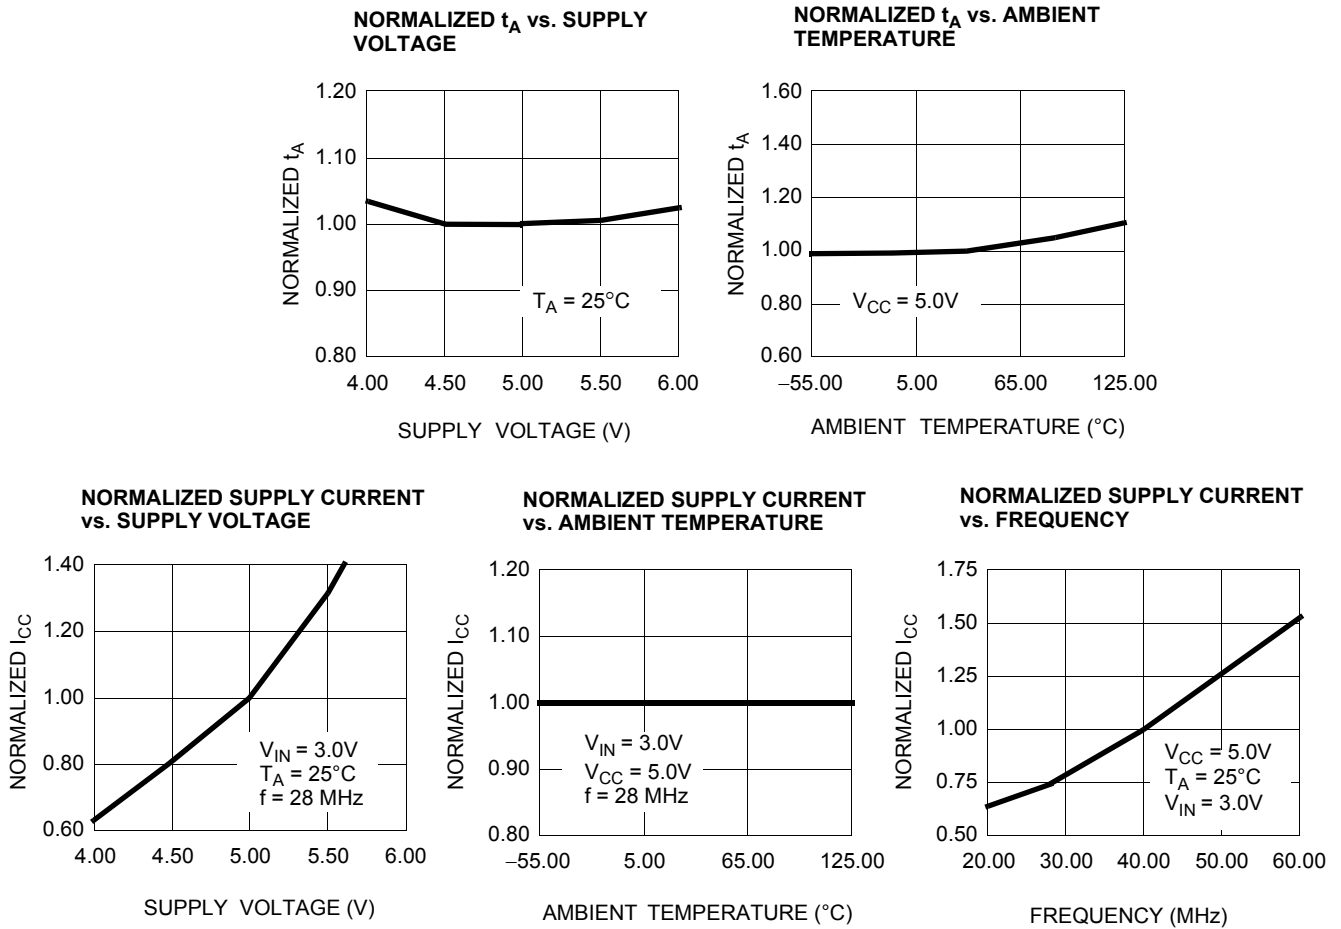 NORMALIZED tA vs. SUPPLY
VOLTAGE
1.20
1.10
1.00
0.90
0.80
NORMALIZED tA
TA = 25°C
4.00 4.50 5.00 5.50 6.00
SUPPLY VOLTAGE (V)
NORMALIZED tA vs. AMBIENT
TEMPERATURE
1.60
1.40
1.20
1.00
0.80
0.60
NORMALIZED tA
VCC = 5.0V
−55.00 5.00 65.00 125.00
AMBIENT TEMPERATURE (°C)
NORMALIZED SUPPLY CURRENT
vs. SUPPLY VOLTAGE
1.40
1.20
1.00
0.80
0.60
NORMALIZED ICC
VIN = 3.0V
TA = 25°C
f = 28 MHz
4.00 4.50 5.00 5.50 6.00
SUPPLY VOLTAGE (V)
NORMALIZED SUPPLY CURRENT
vs. AMBIENT TEMPERATURE
1.20
1.10
1.00
0.90
0.80
NORMALIZED ICC
VIN = 3.0V
VCC = 5.0V
f = 28 MHz
−55.00 5.00 65.00 125.00
AMBIENT TEMPERATURE (°C)
NORMALIZED SUPPLY CURRENT
vs. FREQUENCY
1.75
1.50
1.25
1.00
0.75
0.50
NORMALIZED ICC
VCC = 5.0V
TA = 25°C
VIN = 3.0V
20.00 30.00 40.00 50.00 60.00
FREQUENCY (MHz)